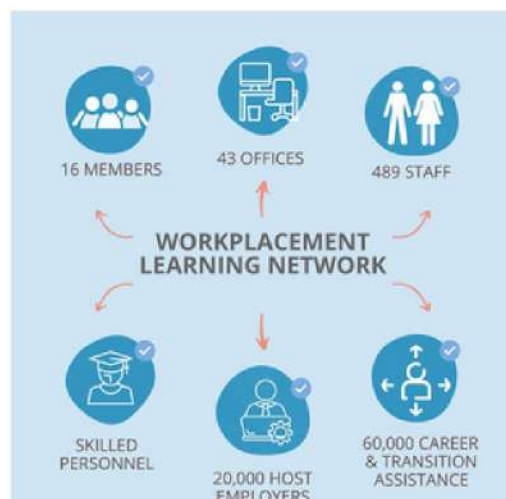 16 MEMBERS
43 OFFICES
489 STAFF
WORKPLACEMENT
LEARNING NETWORK
SKILLED
PERSONNEL
20,000 HOST
EMPLOYERS
60,000 CAREER
& TRANSITION
ASSISTANCE